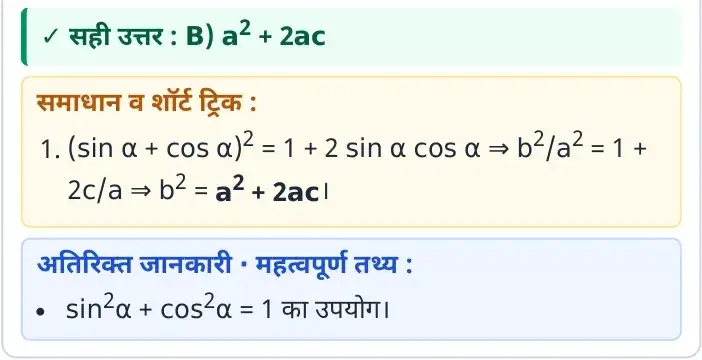 ✓ सही उत्तर : B) a² + 2ac
समाधान व शॉर्ट ट्रिक :
1. (sin α + cos α)² = 1 + 2 sin α cos α ⇒ b²/a² = 1 +
2c/a ⇒ b² = a² + 2ac।
अतिरिक्त जानकारी · महत्वपूर्ण तथ्य :
• sin²α + cos²α = 1 का उपयोग।